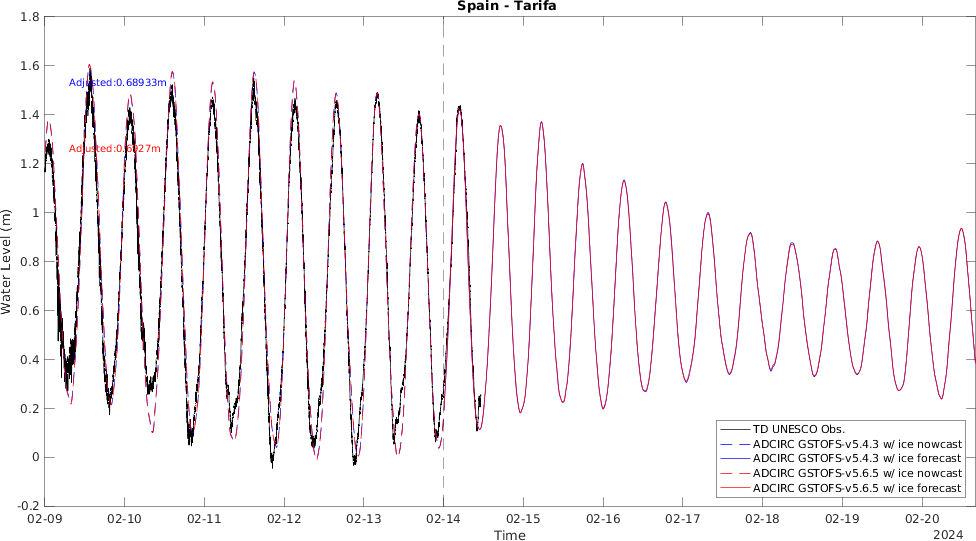 Spain - Tarifa
1.8
1.6
1.4
1.2
1
0.8
0.6
0.4
0.2
0
-0.2
Water Level (m)
Adjusted:0.68933m
Adjusted:0.6927m
TD UNESCO Obs.
ADCIRC GSTOFS-v5.4.3 w/ ice nowcast
ADCIRC GSTOFS-v5.4.3 w/ ice forecast
ADCIRC GSTOFS-v5.6.5 w/ ice nowcast
ADCIRC GSTOFS-v5.6.5 w/ ice forecast
02-09 02-10 02-11 02-12 02-13 02-14 02-15 02-16 02-17 02-18 02-19 02-20
Time
2024